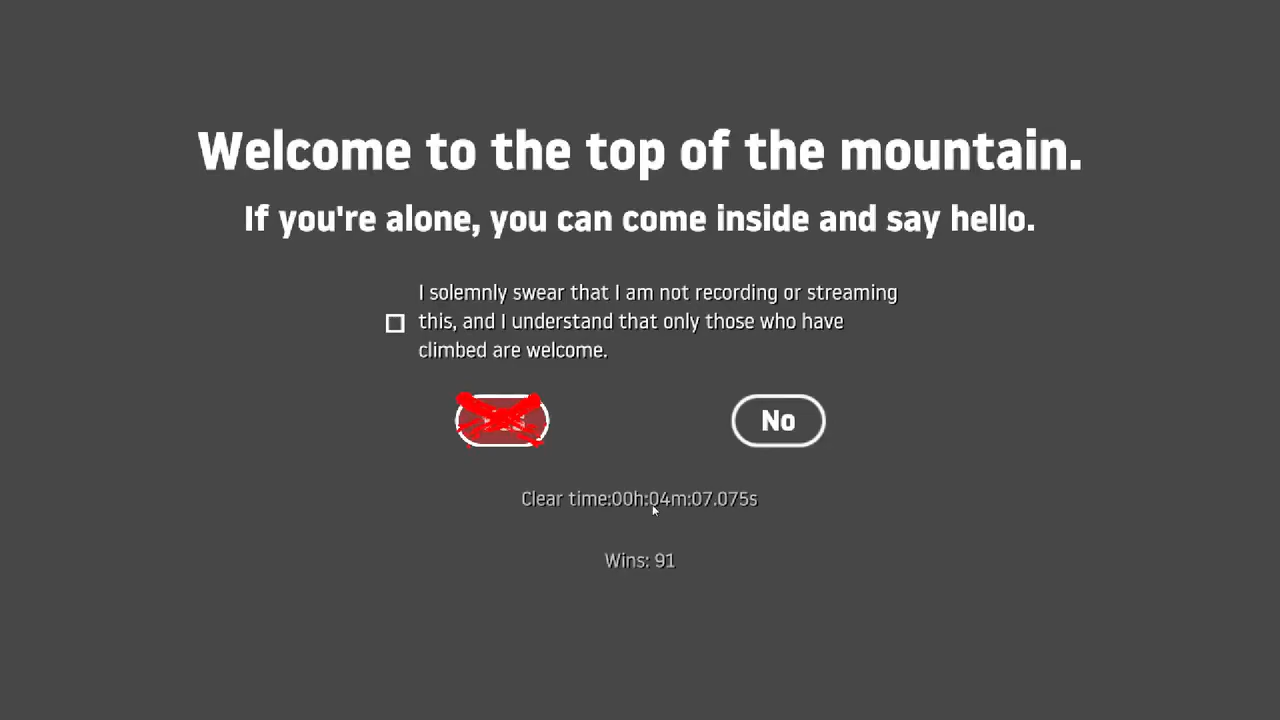 Welcome to the top of the mountain.
If you're alone, you can come inside and say hello.
I solemnly swear that I am not recording or streaming
this, and I understand that only those who have
climbed are welcome.
No
Clear time:00h:04m:07.075s
Wins: 91